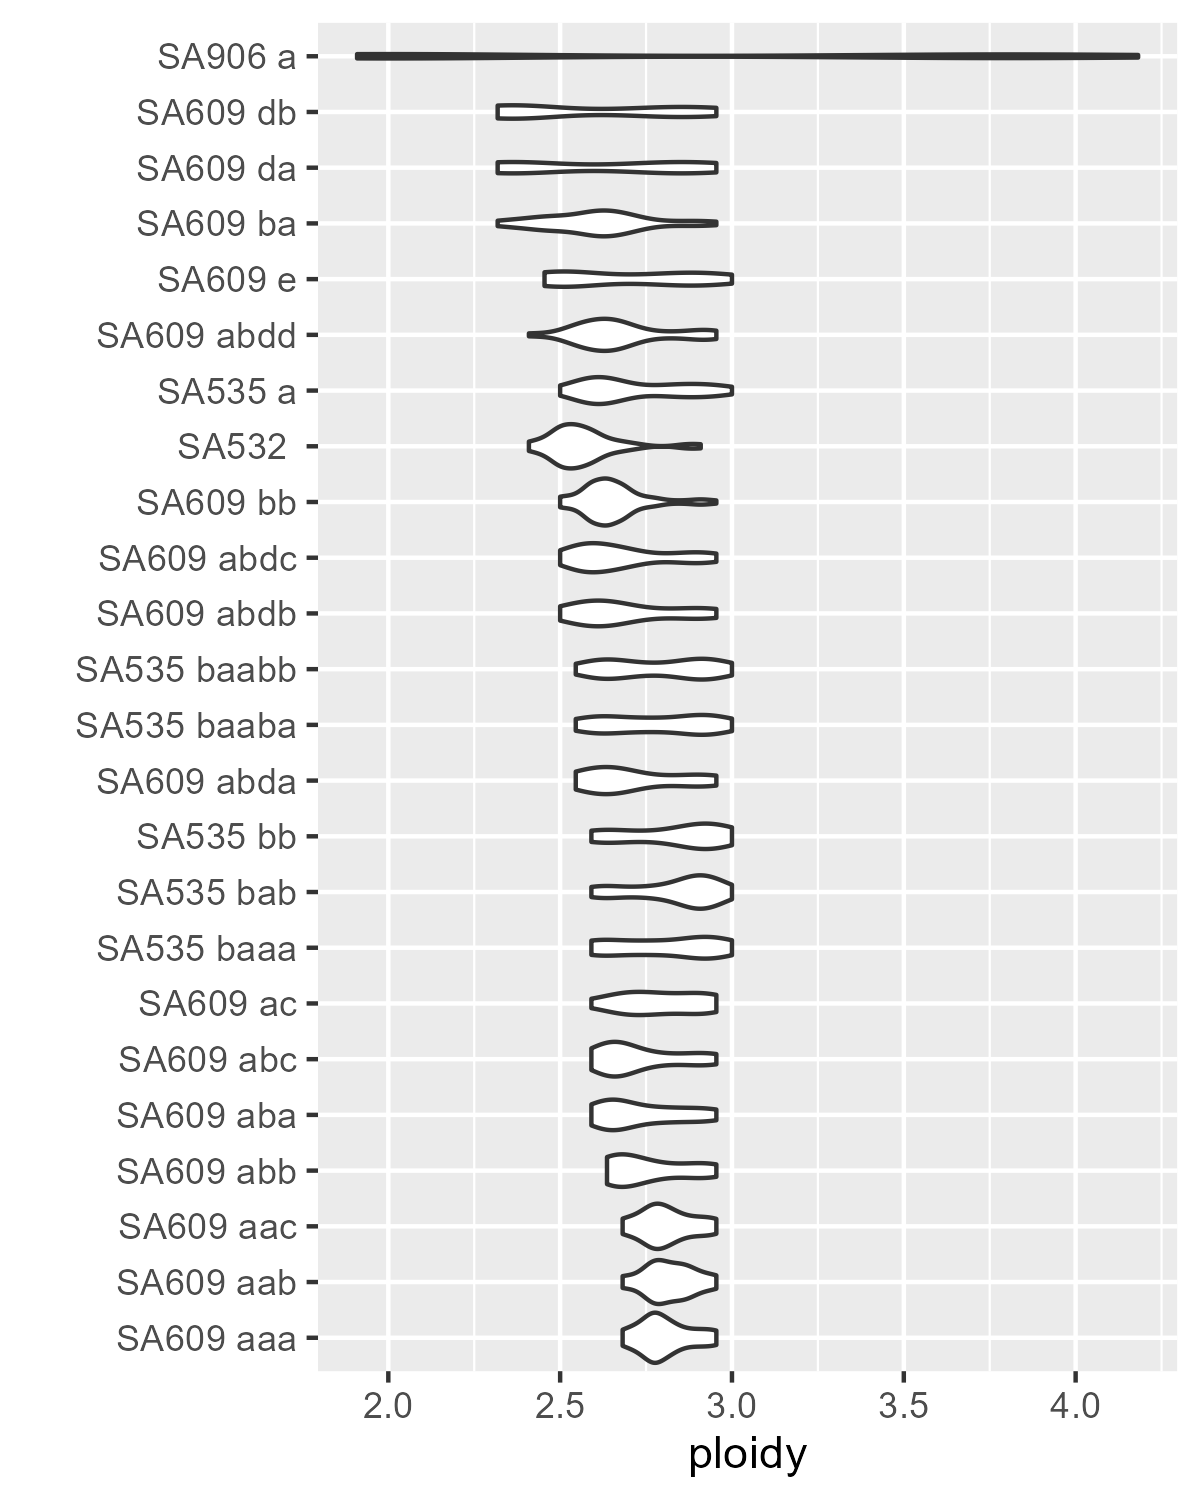 SA906 a
SA609 db
SA609 da
SA609 ba
SA609 e
SA609 abdd
SA535 a
SA532
SA609 bb
SA609 abdc
SA609 abdb
SA535 baabb
SA535 baaba
SA609 abda
SA535 bb
SA535 bab
SA535 baaa
SA609 ac
SA609 abc
SA609 aba
SA609 abb
SA609 aac
SA609 aab
SA609 aaa
2.0 2.5 3.0 3.5 4.0
ploidy